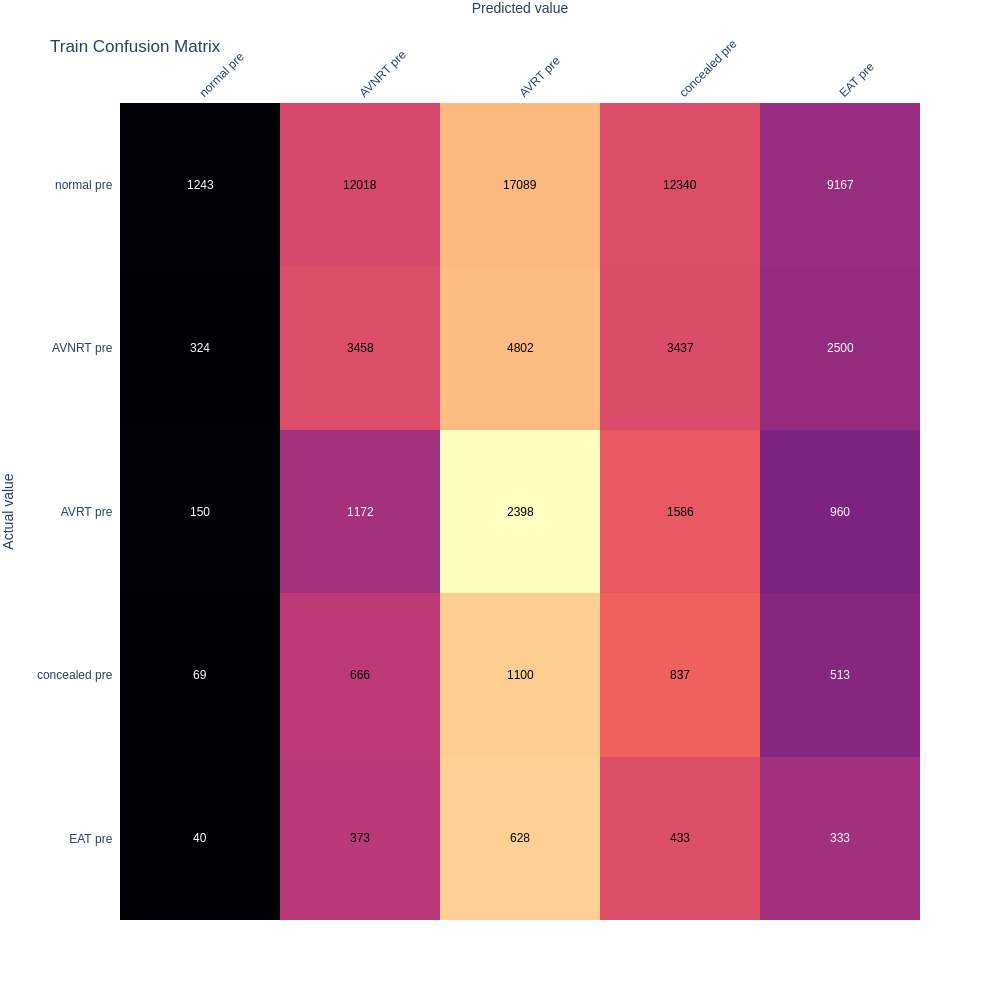 Predicted value
Train Confusion Matrix
normal pre AVNRT pre AVRT pre concealed pre EAT pre
normal pre 1243 12018 17089 12340 9167
AVNRT pre 324 3458 4802 3437 2500
AVRT pre 150 1172 2398 1586 960
concealed pre 69 666 1100 837 513
EAT pre 40 373 628 433 333
Actual value